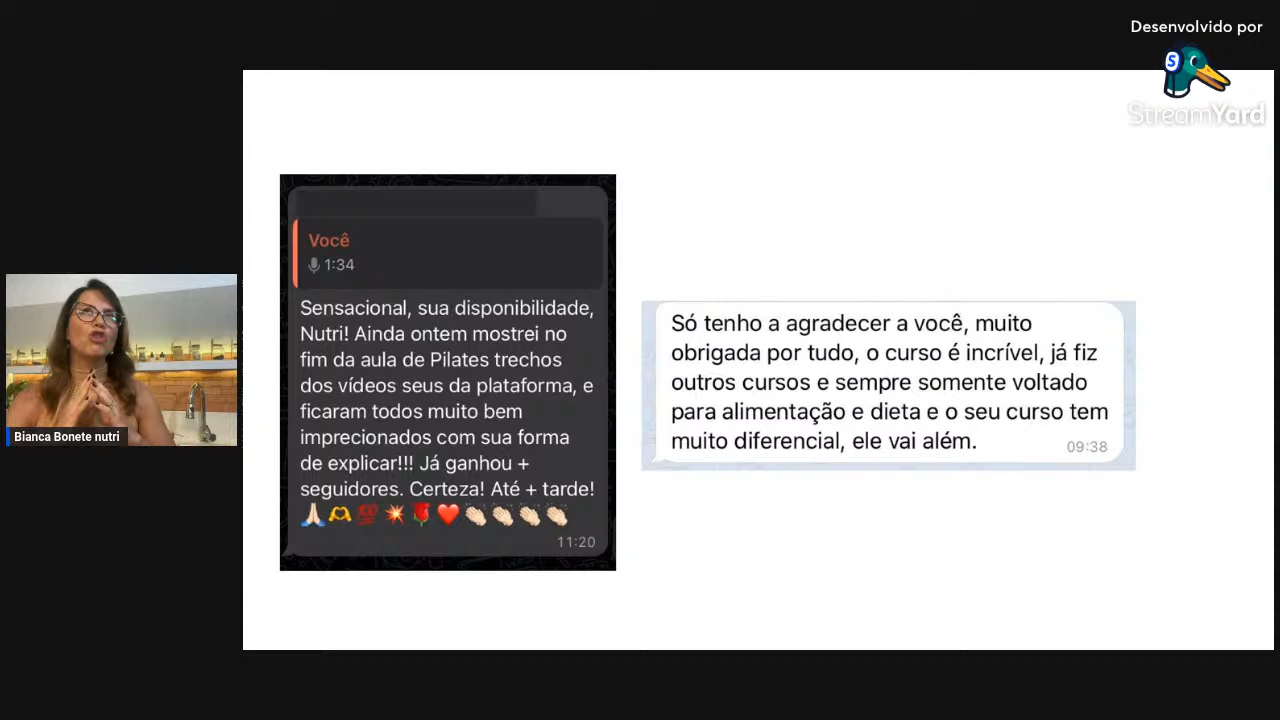 Desenvolvido por
StreamYard
Você
1:34
Sensacional, sua disponibilidade,
Nutri! Ainda ontem mostrei no
fim da aula de Pilates trechos
dos vídeos seus da plataforma, e
ficaram todos muito bem
imprecionados com sua forma
de explicar!!! Já ganhou +
seguidores. Certeza! Até + tarde!
🙏🏻🫶💯💥🌹❤️👏🏻👏🏻👏🏻👏🏻
11:20
Só tenho a agradecer a você, muito
obrigada por tudo, o curso é incrível, já fiz
outros cursos e sempre somente voltado
para alimentação e dieta e o seu curso tem
muito diferencial, ele vai além.
09:38
Bianca Bonete nutri